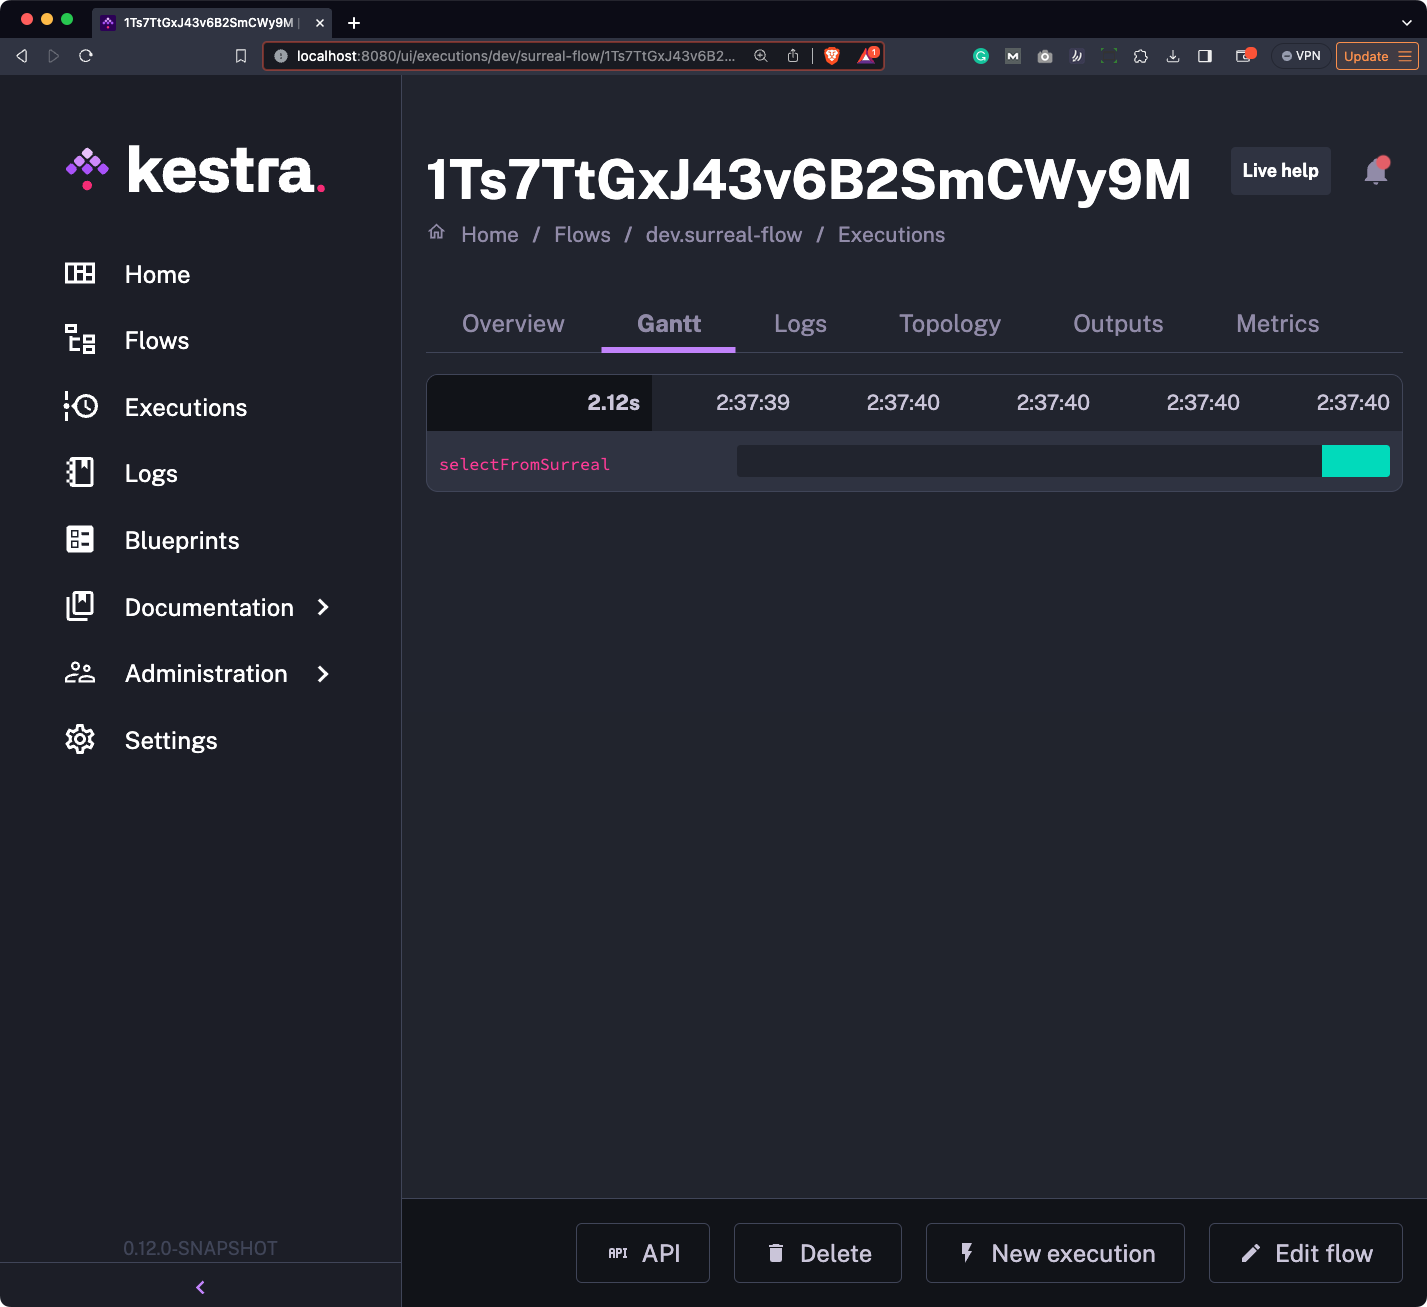 1Ts7TtGxJ43v6B2SmCWy9M |
localhost:8080/ui/executions/dev/surreal-flow/1Ts7TtGxJ43v6B2...
1
G
M
VPN
Update
kestra.
Home
Flows
Executions
Logs
Blueprints
Documentation
Administration
Settings
0.12.0-SNAPSHOT
1Ts7TtGxJ43v6B2SmCWy9M
Live help
Home / Flows / dev.surreal-flow / Executions
Overview Gantt Logs Topology Outputs Metrics
2.12s 2:37:39 2:37:40 2:37:40 2:37:40 2:37:40
selectFromSurreal
API API Delete New execution Edit flow